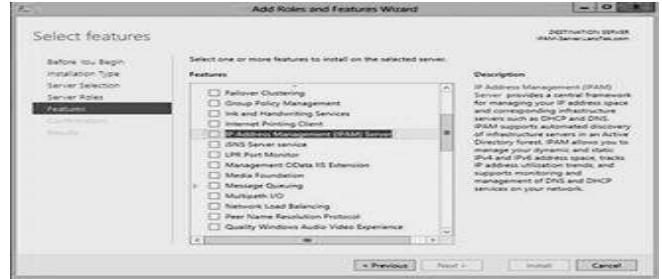 Add Roles and Features Wizard
Select features
DESTINATION SERVER
IPAM-Server.LanzTek.com
Before You Begin
Installation Type
Server Selection
Server Roles
Features
Confirmation
Results
Select one or more features to install on the selected server.
Features
Failover Clustering
Group Policy Management
Ink and Handwriting Services
Internet Printing Client
IP Address Management (IPAM) Server
iSNS Server service
LPR Port Monitor
Management OData IIS Extension
Media Foundation
Message Queuing
Multipath I/O
Network Load Balancing
Peer Name Resolution Protocol
Quality Windows Audio Video Experience
Description
IP Address Management (IPAM)
Server provides a central framework
for managing your IP address space
and corresponding infrastructure
servers such as DHCP and DNS.
IPAM supports automated discovery
of infrastructure servers in an Active
Directory forest. IPAM allows you to
manage your dynamic and static
IPv4 and IPv6 address space, tracks
IP address utilization trends, and
supports monitoring and
management of DNS and DHCP
services on your network.
< Previous
Next >
Install
Cancel